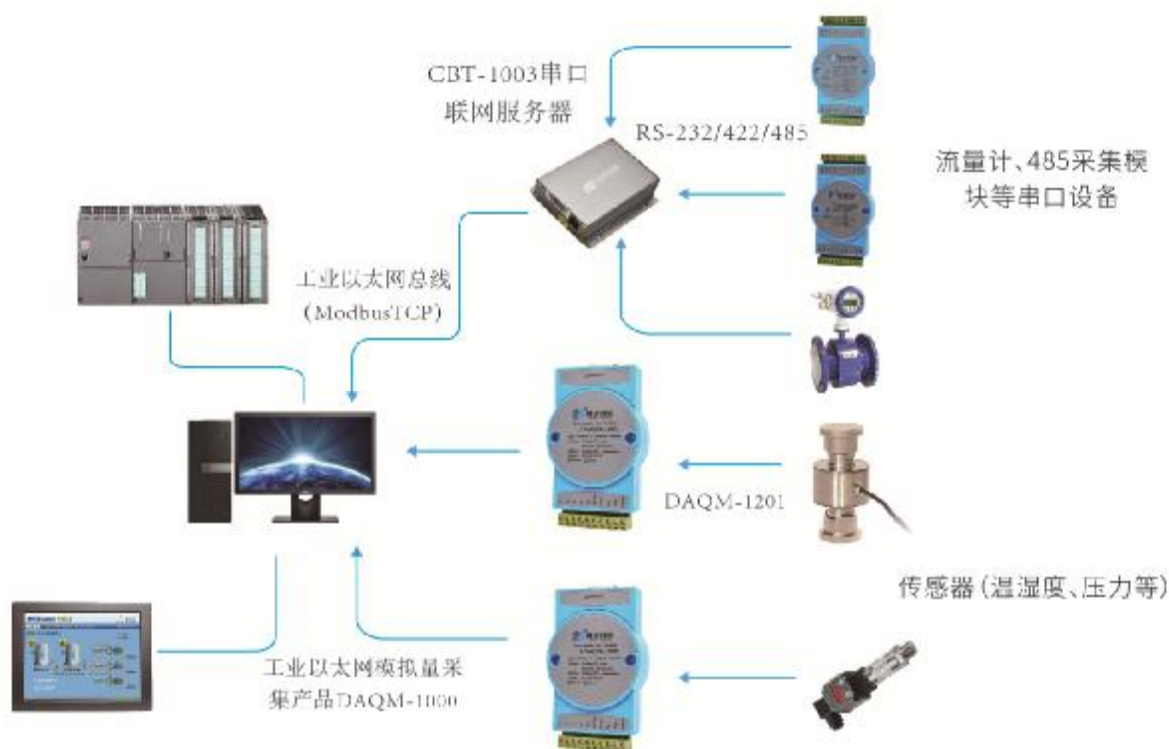 CBT-1003串口
联网服务器
RS-232/422/485
流量计、485采集模
块等串口设备
工业以太网总线
(ModbusTCP)
DAQM-1201
传感器(温湿度、压力等)
工业以太网模拟量采
集产品DAQM-1000